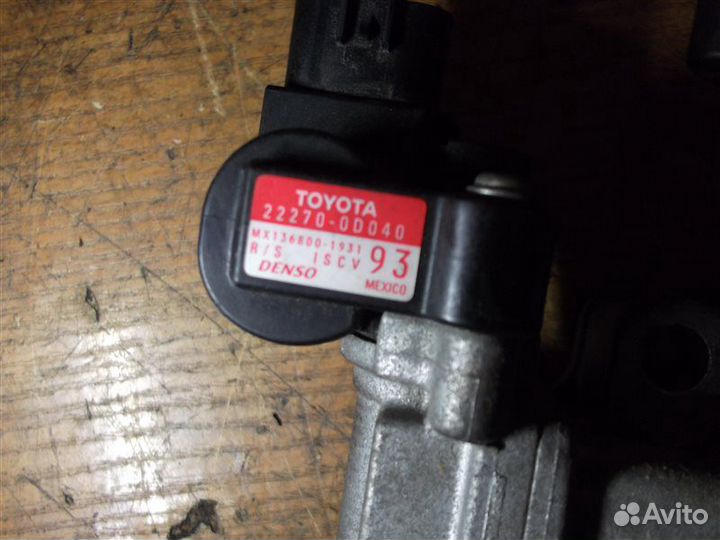 TOYOTA
22270-0D040
MX136800-1931
R/S ISCV 93
DENSO MEXICO
Avito